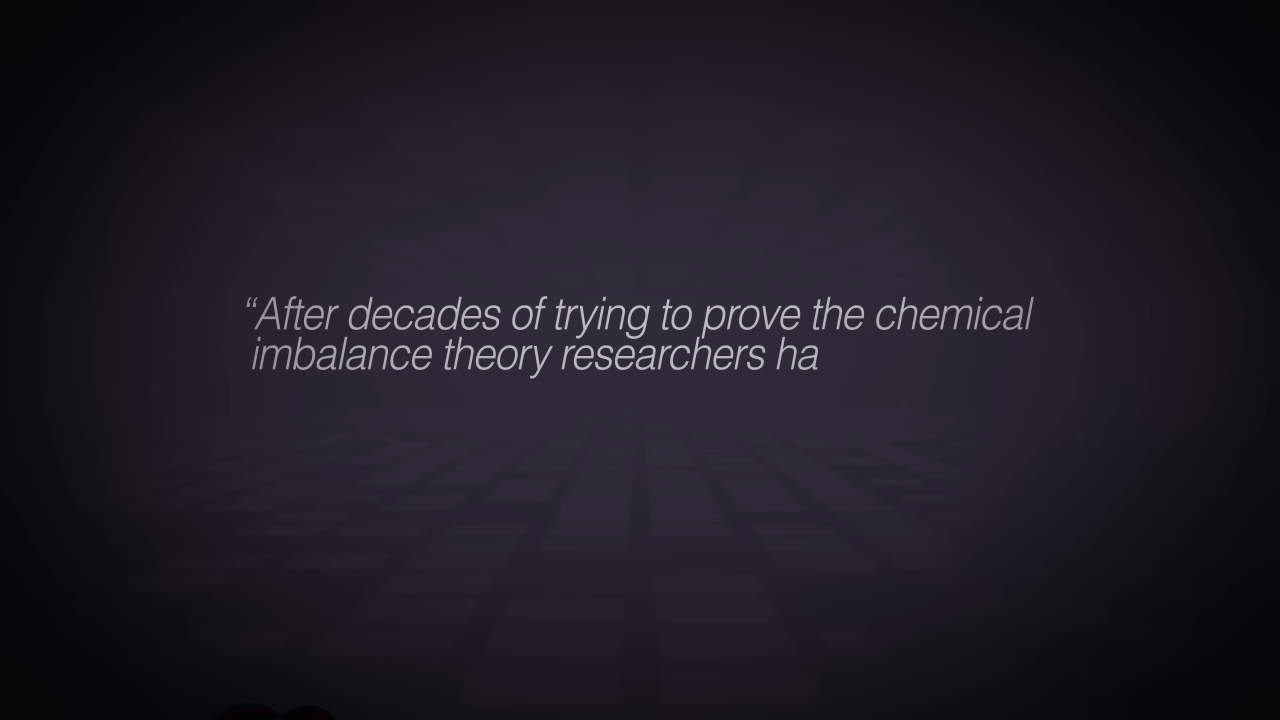 “After decades of trying to prove the chemical
imbalance theory researchers ha